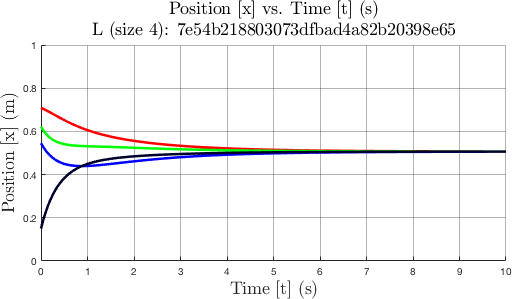 Position [x] vs. Time [t] (s)
L (size 4): 7e54b218803073dfbad4a82b20398e65
Position [x] (m)
1
0.8
0.6
0.4
0.2
0
0 1 2 3 4 5 6 7 8 9 10
Time [t] (s)